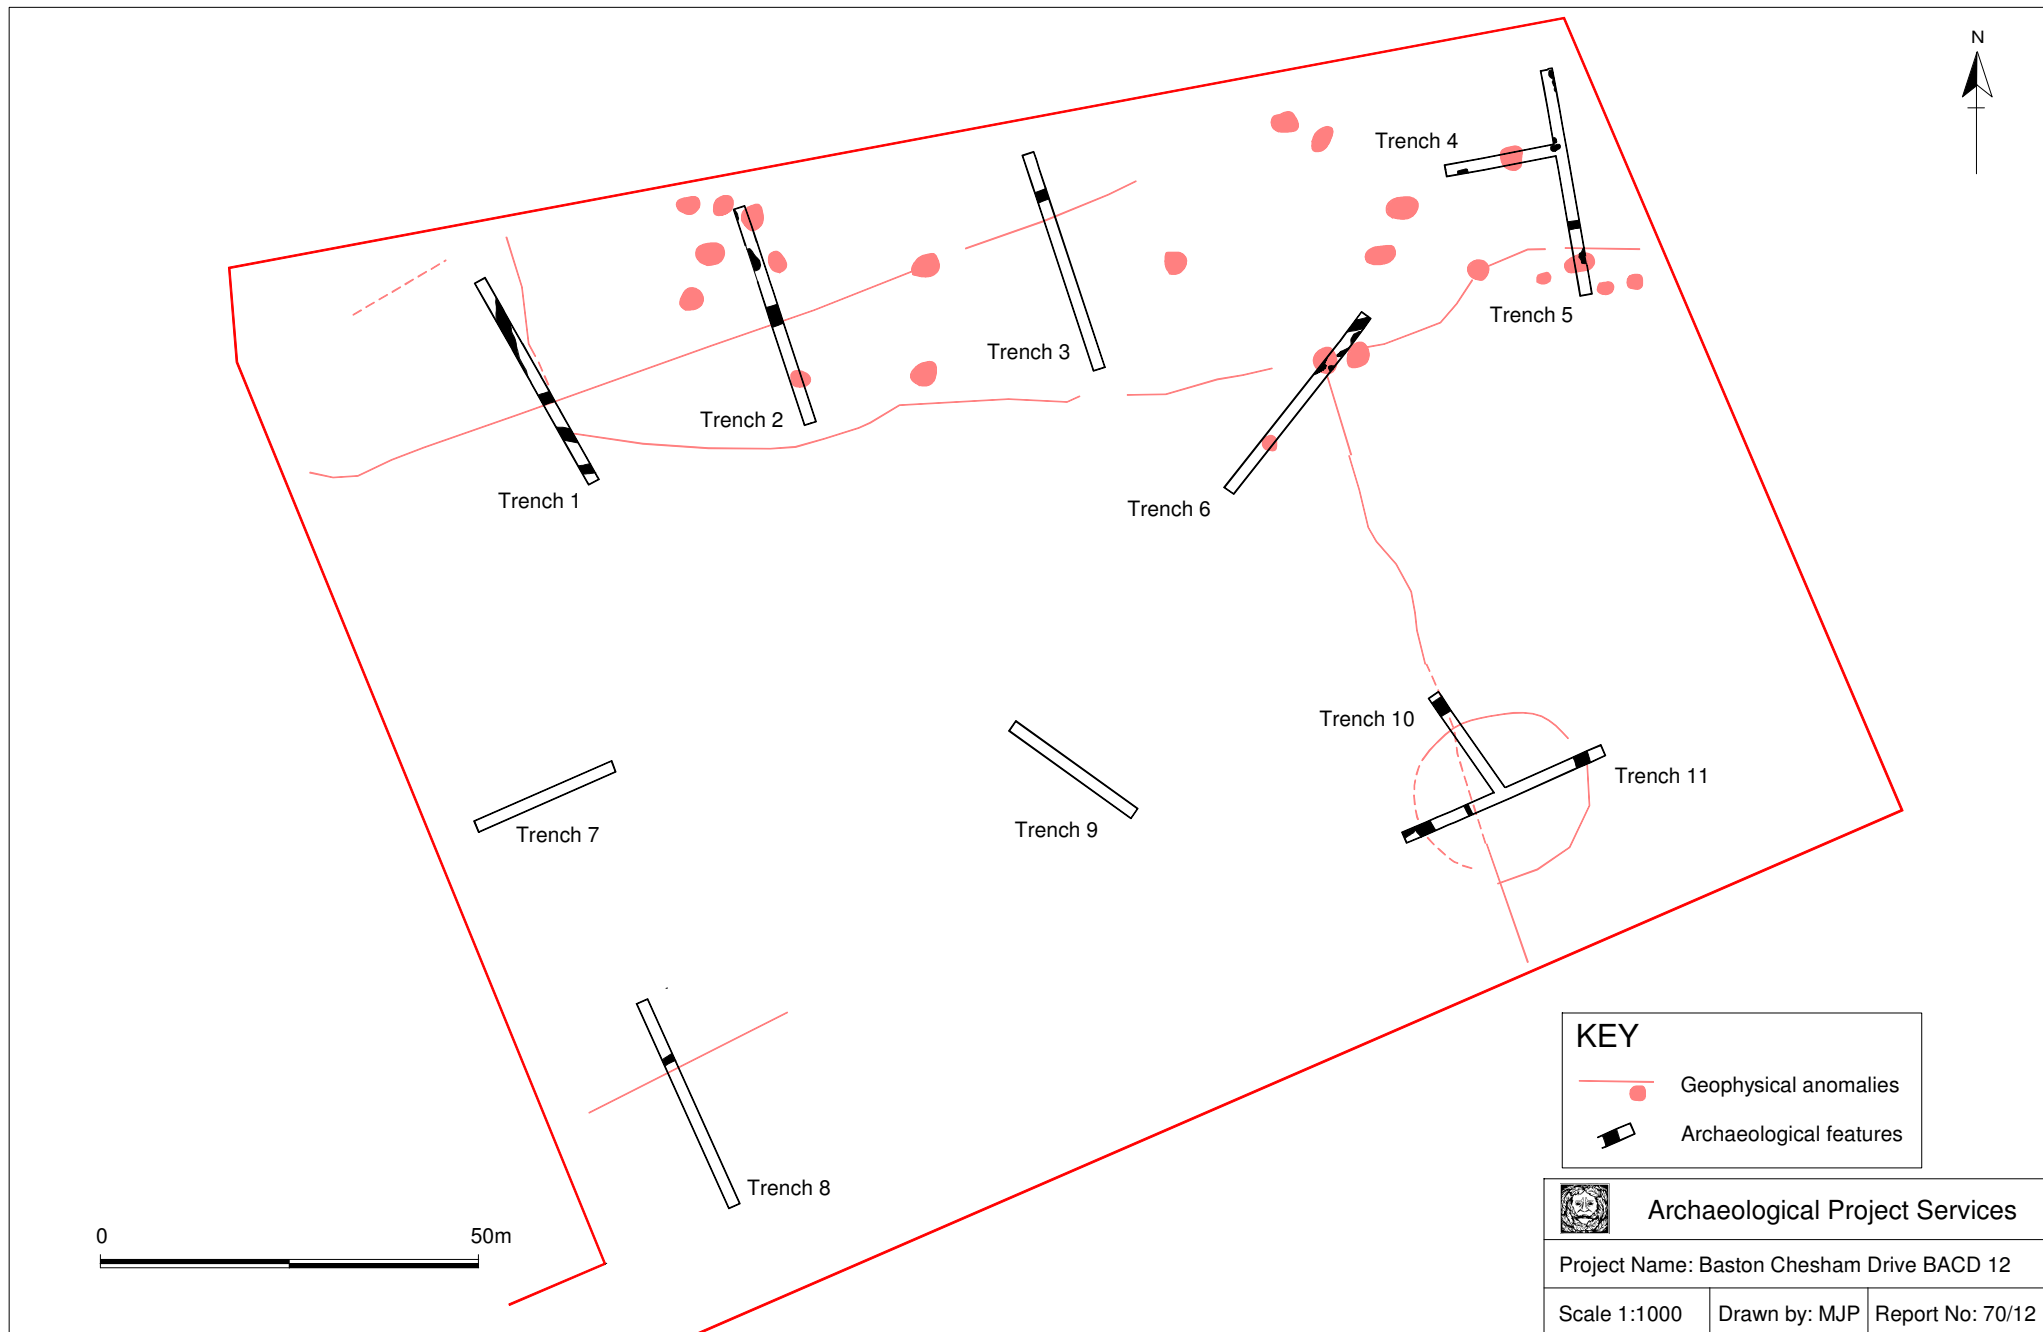 N
Trench 4
Trench 5
Trench 3
Trench 2
Trench 1
Trench 6
Trench 10
Trench 11
Trench 7
Trench 9
Trench 8
0 50m
KEY
Geophysical anomalies
Archaeological features
Archaeological Project Services
Project Name: Baston Chesham Drive BACD 12
Scale 1:1000 Drawn by: MJP Report No: 70/12